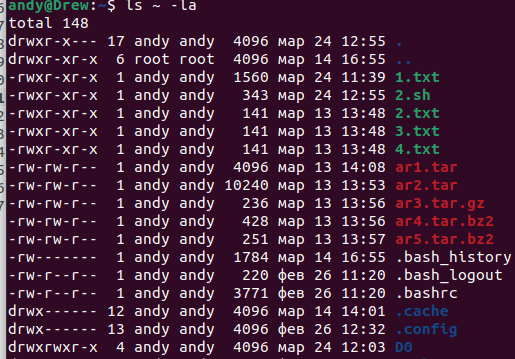 andy@Drew:~$ ls ~ -la
total 148
drwxr-x--- 17 andy andy  4096 мар 24 12:55 .
drwxr-xr-x  6 root root  4096 мар 14 16:55 ..
-rwxr-xr-x  1 andy andy  1560 мар 24 11:39 1.txt
-rwxr-xr-x  1 andy andy   343 мар 24 12:55 2.sh
-rwxr-xr-x  1 andy andy   141 мар 13 13:48 2.txt
-rwxr-xr-x  1 andy andy   141 мар 13 13:48 3.txt
-rwxr-xr-x  1 andy andy   141 мар 13 13:48 4.txt
-rw-rw-r--  1 andy andy  4096 мар 13 14:08 ar1.tar
-rw-rw-r--  1 andy andy 10240 мар 13 13:53 ar2.tar
-rw-rw-r--  1 andy andy   236 мар 13 13:56 ar3.tar.gz
-rw-rw-r--  1 andy andy   428 мар 13 13:56 ar4.tar.bz2
-rw-rw-r--  1 andy andy   251 мар 13 13:57 ar5.tar.bz2
-rw-------  1 andy andy  1784 мар 14 16:55 .bash_history
-rw-r--r--  1 andy andy   220 фев 26 11:20 .bash_logout
-rw-r--r--  1 andy andy  3771 фев 26 11:20 .bashrc
drwx------ 12 andy andy  4096 мар 14 14:01 .cache
drwx------ 13 andy andy  4096 фев 26 12:32 .config
drwxrwxr-x  4 andy andy  4096 мар 24 12:03 D0